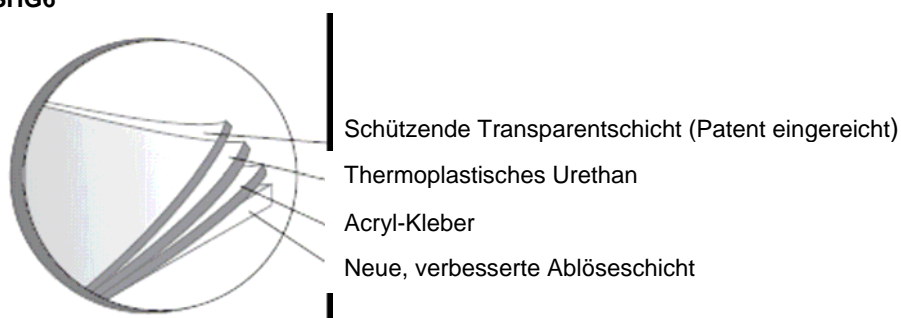 Schützende Transparentschicht (Patent eingereicht)
Thermoplastisches Urethan
Acryl-Kleber
Neue, verbesserte Ablöseschicht